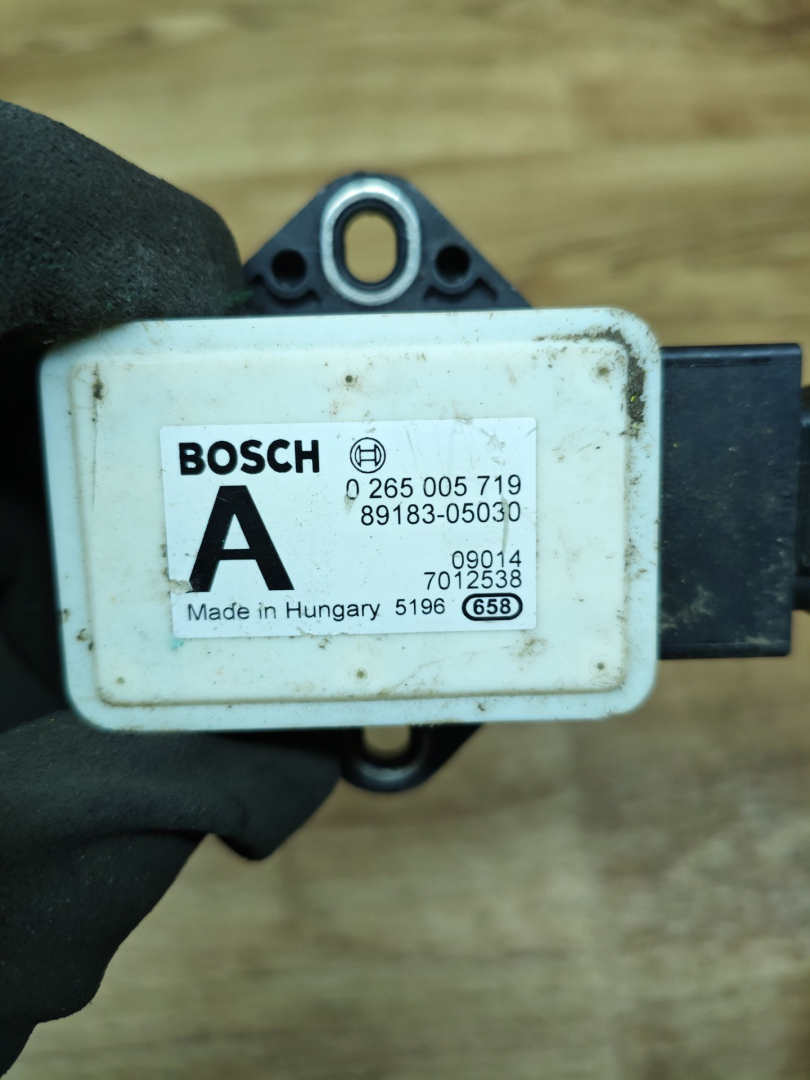 BOSCH
A
0 265 005 719
89183-05030
09014
7012538
Made in Hungary 5196 658